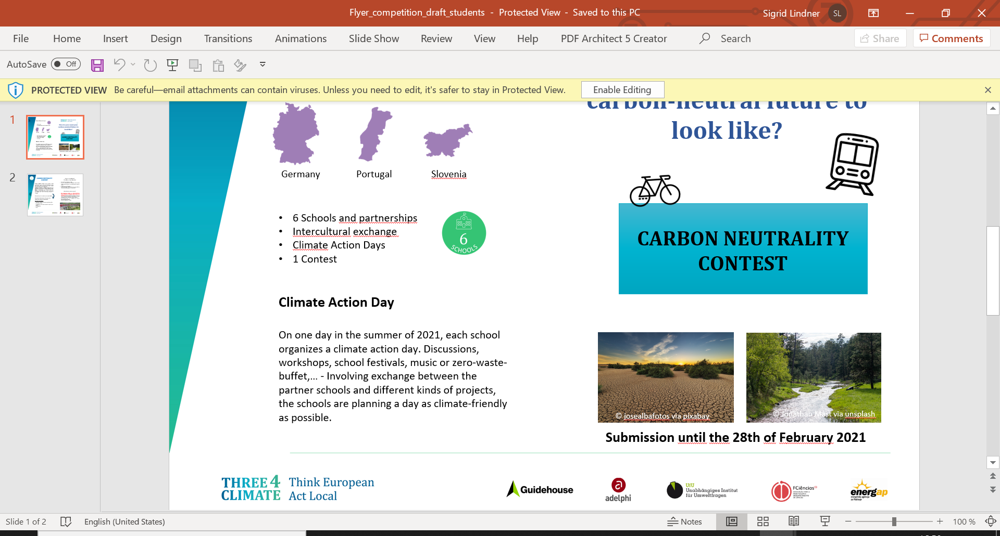 Flyer_competition_draft_students - Protected View - Saved to this PC
Sigrid Lindner SL
File Home Insert Design Transitions Animations Slide Show Review View Help PDF Architect 5 Creator Search Share Comments
AutoSave Off
PROTECTED VIEW Be careful—email attachments can contain viruses. Unless you need to edit, it's safer to stay in Protected View. Enable Editing
1
2
carbon-neutral future to
look like?
Germany Portugal Slovenia
• 6 Schools and partnerships
• Intercultural exchange
• Climate Action Days
• 1 Contest
6
SCHOOLS
CARBON NEUTRALITY
CONTEST
Climate Action Day
On one day in the summer of 2021, each school
organizes a climate action day. Discussions,
workshops, school festivals, music or zero-waste-
buffet,... - Involving exchange between the
partner schools and different kinds of projects,
the schools are planning a day as climate-friendly
as possible.
© josealbafotos via pixabay
© Jonathan Mast via unsplash
Submission until the 28th of February 2021
THREE 4
CLIMATE
Think European
Act Local
Guidehouse
adelphi
UfU
Unabhängiges Institut
für Umweltfragen
FCiências
energap
Slide 1 of 2 English (United States) Notes 100 %